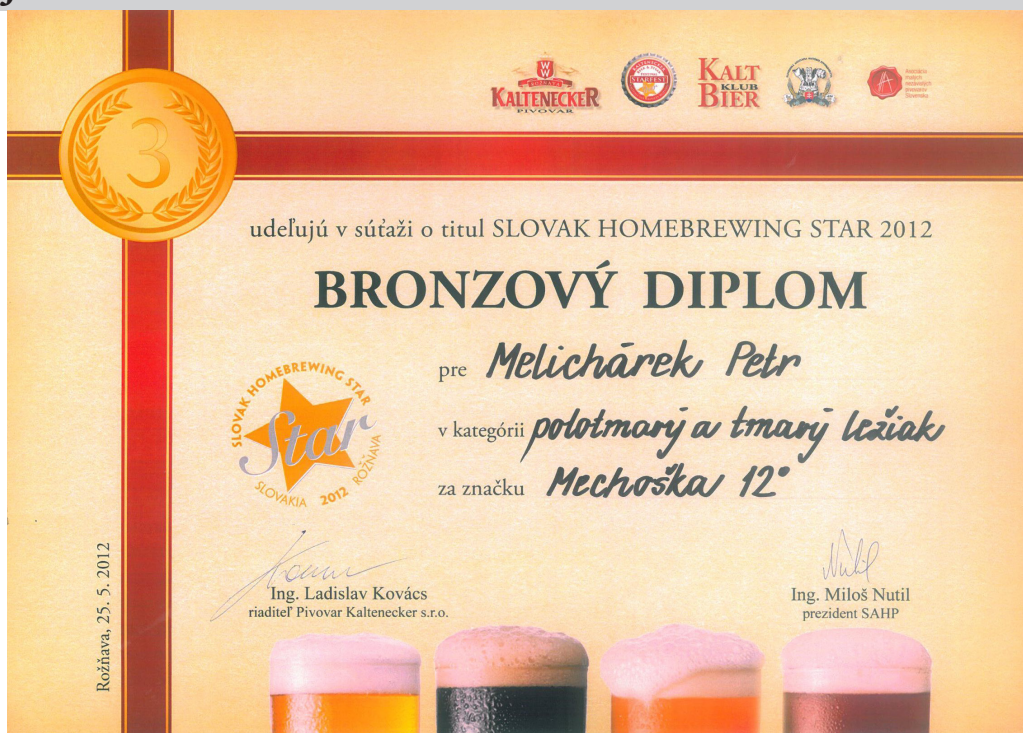 KALTENECKER
PIVOVAR
KALT
KLUB
BIER
3
udeľujú v súťaži o titul SLOVAK HOMEBREWING STAR 2012
BRONZOVÝ DIPLOM
pre Melichárek Petr
v kategórii polotmavý a tmavý ležiak
za značku Mechoška 12°
SLOVAK HOMEBREWING STAR
Star
SLOVAKIA 2012 ROŽŇAVA
Ing. Ladislav Kovács
riaditeľ Pivovar Kaltenecker s.r.o.
Ing. Miloš Nutil
prezident SAHP
Rožňava, 25. 5. 2012